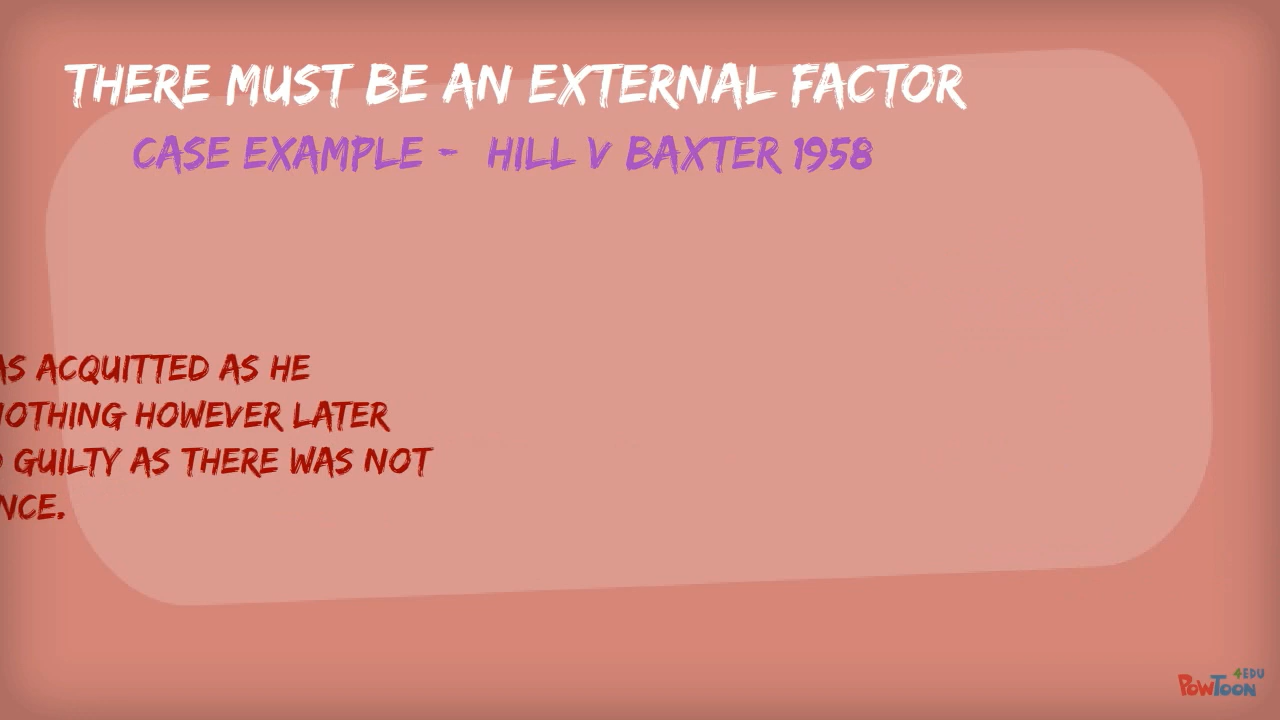 THERE MUST BE AN EXTERNAL FACTOR
CASE EXAMPLE - HILL V BAXTER 1958
AS ACQUITTED AS HE
NOTHING HOWEVER LATER
GUILTY AS THERE WAS NOT
NCE.
4EDU
POWTOON